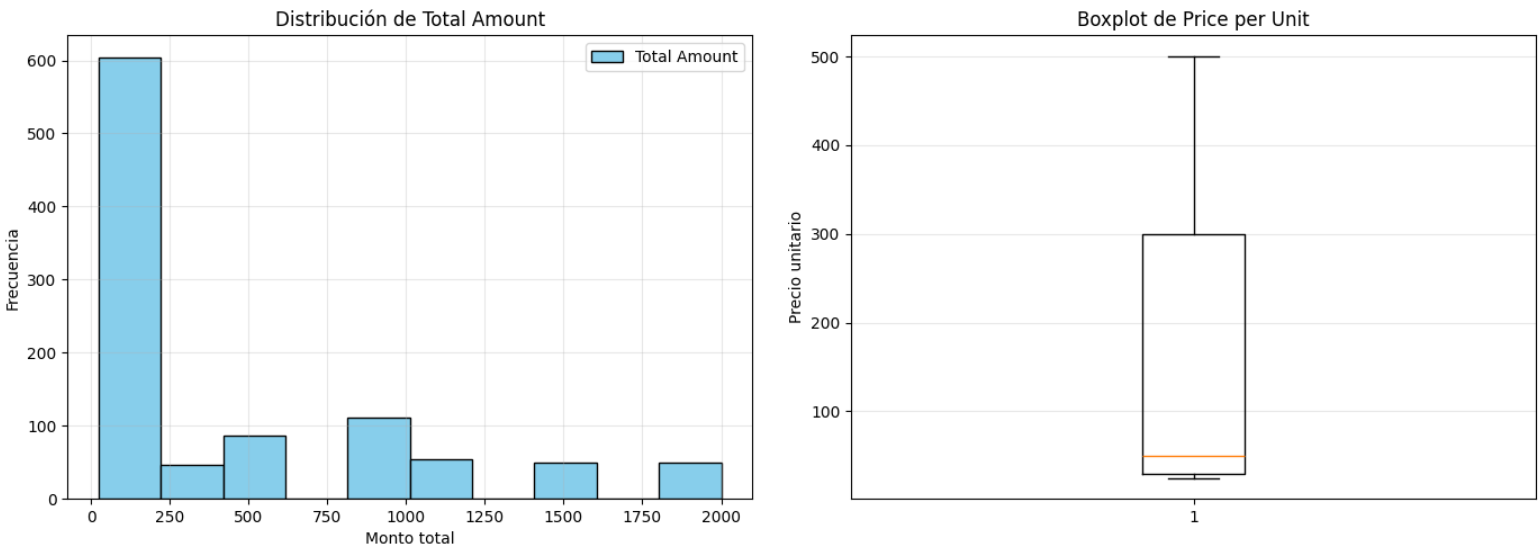 Distribución de Total Amount
Total Amount
Frecuencia
600
500
400
300
200
100
0
0 250 500 750 1000 1250 1500 1750 2000
Monto total
Boxplot de Price per Unit
Precio unitario
500
400
300
200
100
1